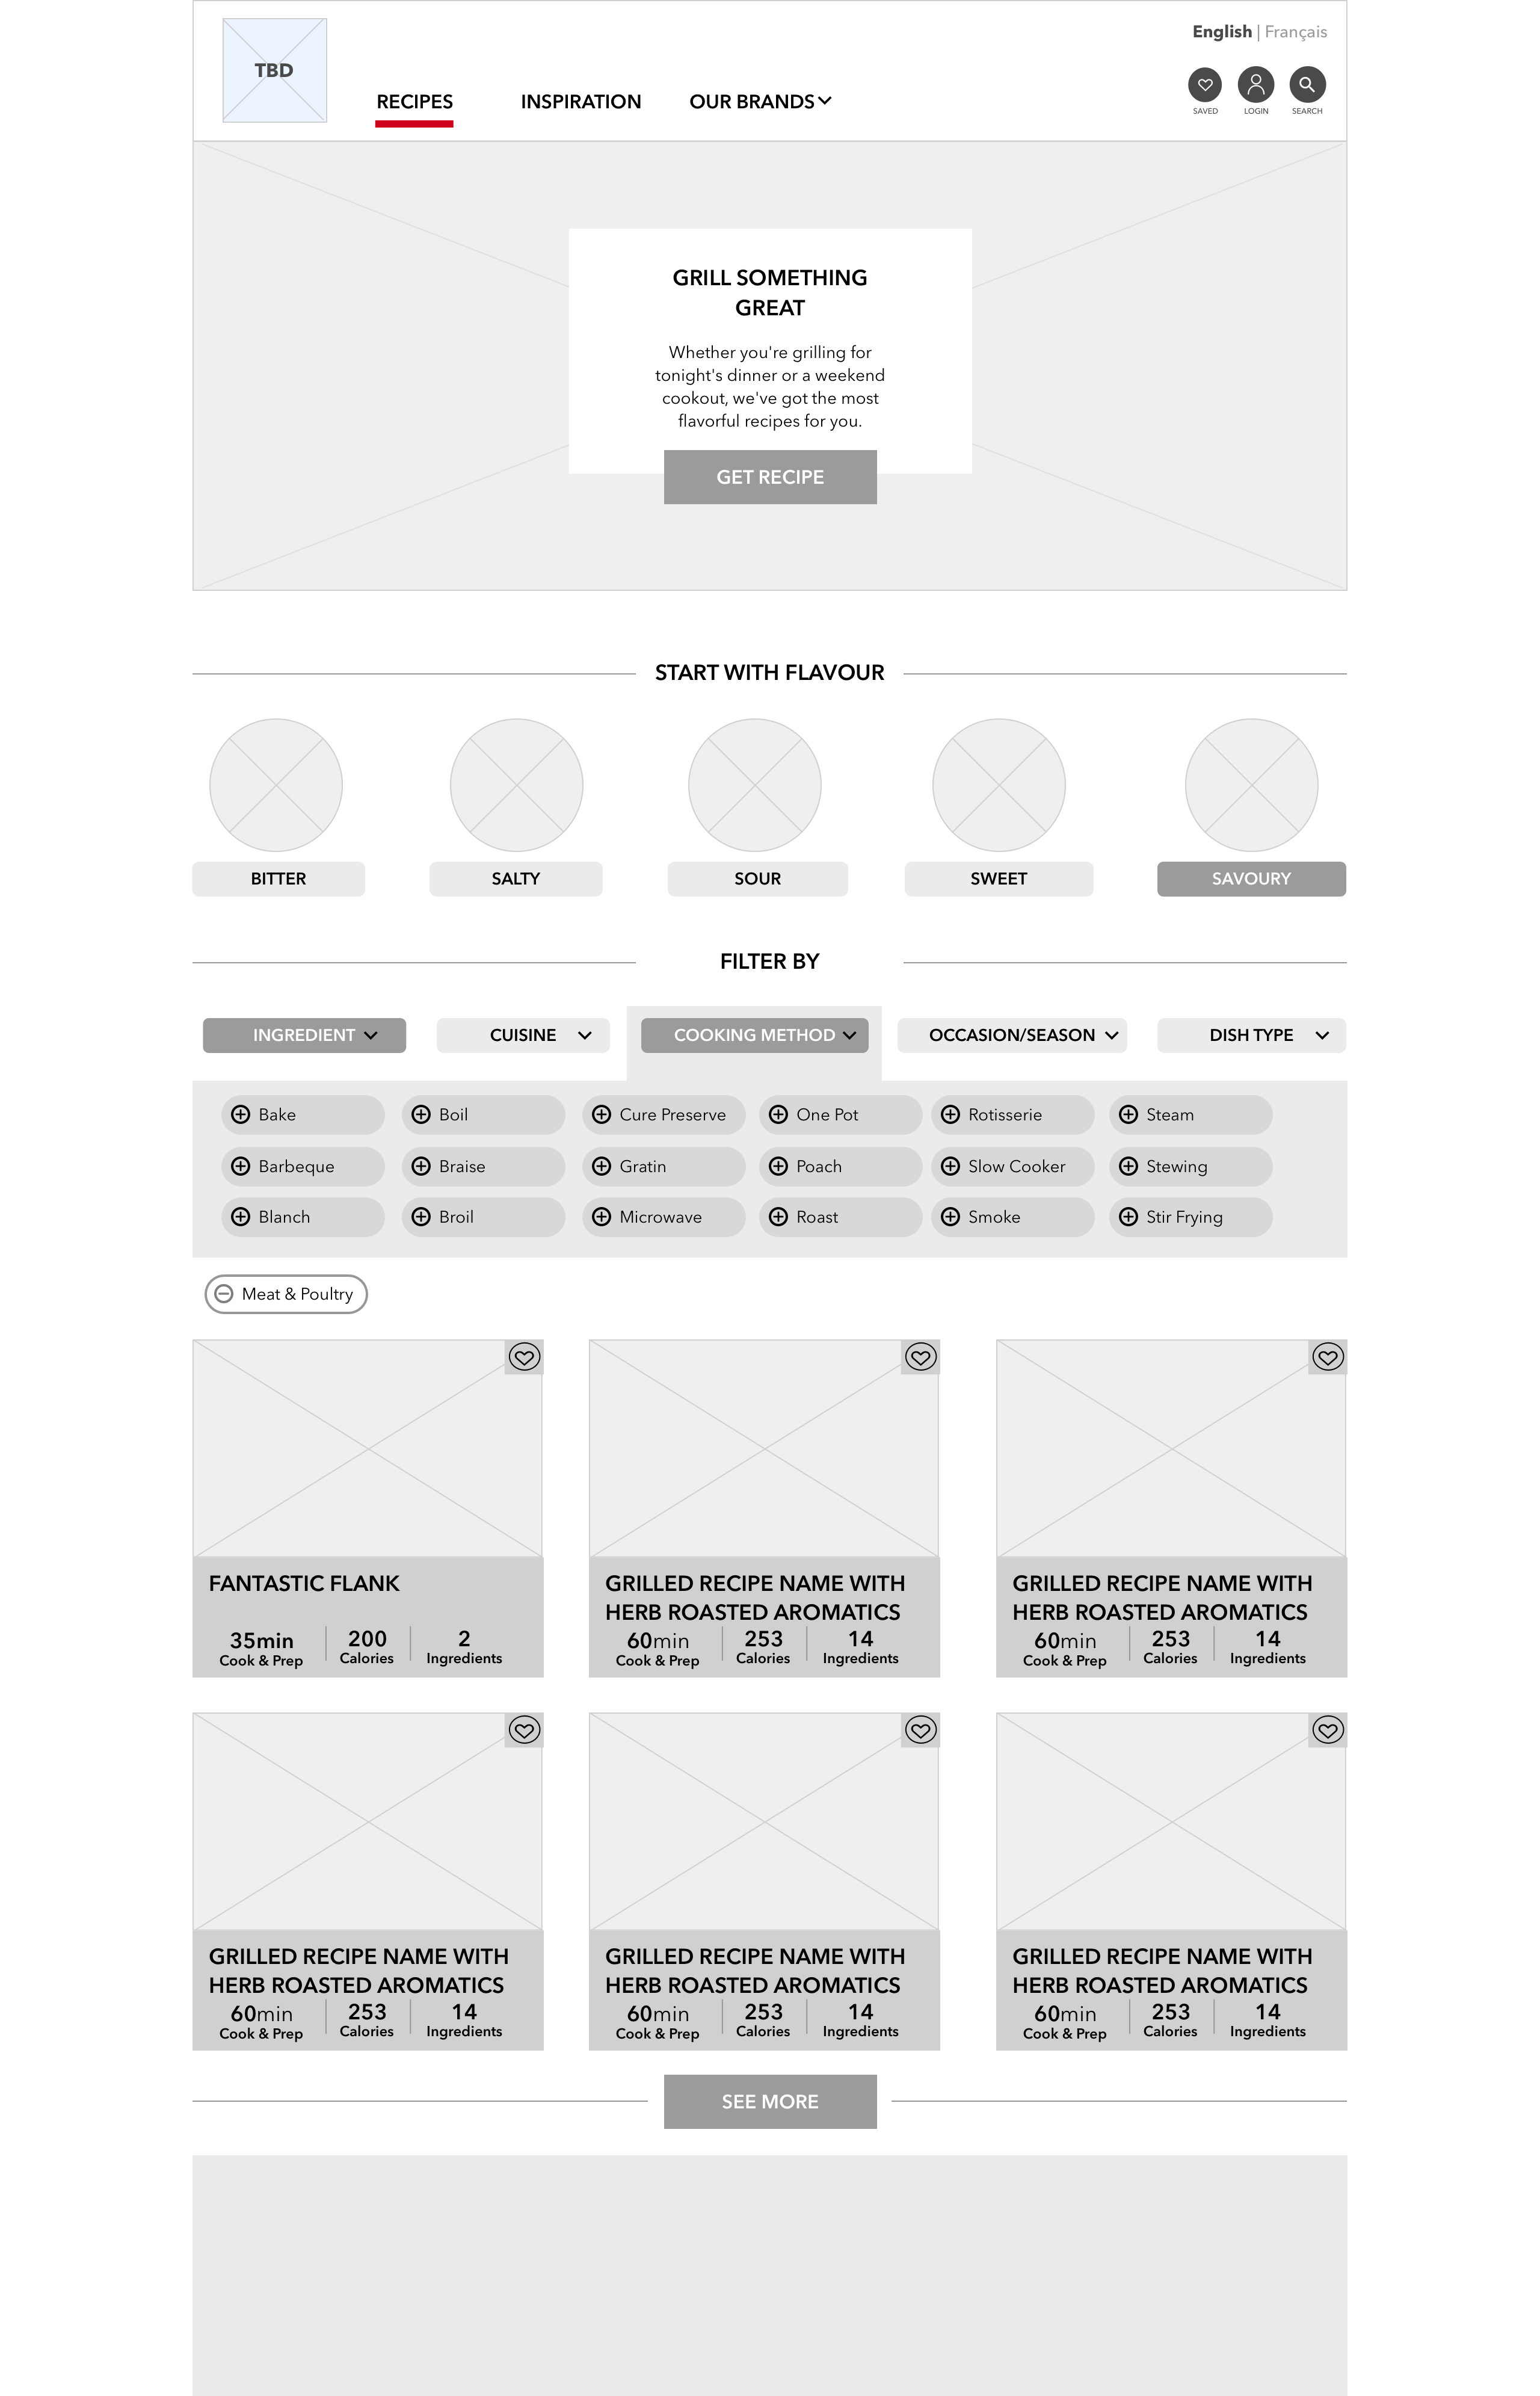 English | Français
TBD
RECIPES INSPIRATION OUR BRANDS
SAVED LOGIN SEARCH
GRILL SOMETHING
GREAT
Whether you're grilling for
tonight's dinner or a weekend
cookout, we've got the most
flavorful recipes for you.
GET RECIPE
START WITH FLAVOUR
BITTER SALTY SOUR SWEET SAVOURY
FILTER BY
INGREDIENT CUISINE COOKING METHOD OCCASION/SEASON DISH TYPE
Bake Boil Cure Preserve One Pot Rotisserie Steam
Barbeque Braise Gratin Poach Slow Cooker Stewing
Blanch Broil Microwave Roast Smoke Stir Frying
Meat & Poultry
FANTASTIC FLANK
35min 200 2
Cook & Prep Calories Ingredients
GRILLED RECIPE NAME WITH
HERB ROASTED AROMATICS
60min 253 14
Cook & Prep Calories Ingredients
GRILLED RECIPE NAME WITH
HERB ROASTED AROMATICS
60min 253 14
Cook & Prep Calories Ingredients
GRILLED RECIPE NAME WITH
HERB ROASTED AROMATICS
60min 253 14
Cook & Prep Calories Ingredients
GRILLED RECIPE NAME WITH
HERB ROASTED AROMATICS
60min 253 14
Cook & Prep Calories Ingredients
GRILLED RECIPE NAME WITH
HERB ROASTED AROMATICS
60min 253 14
Cook & Prep Calories Ingredients
SEE MORE